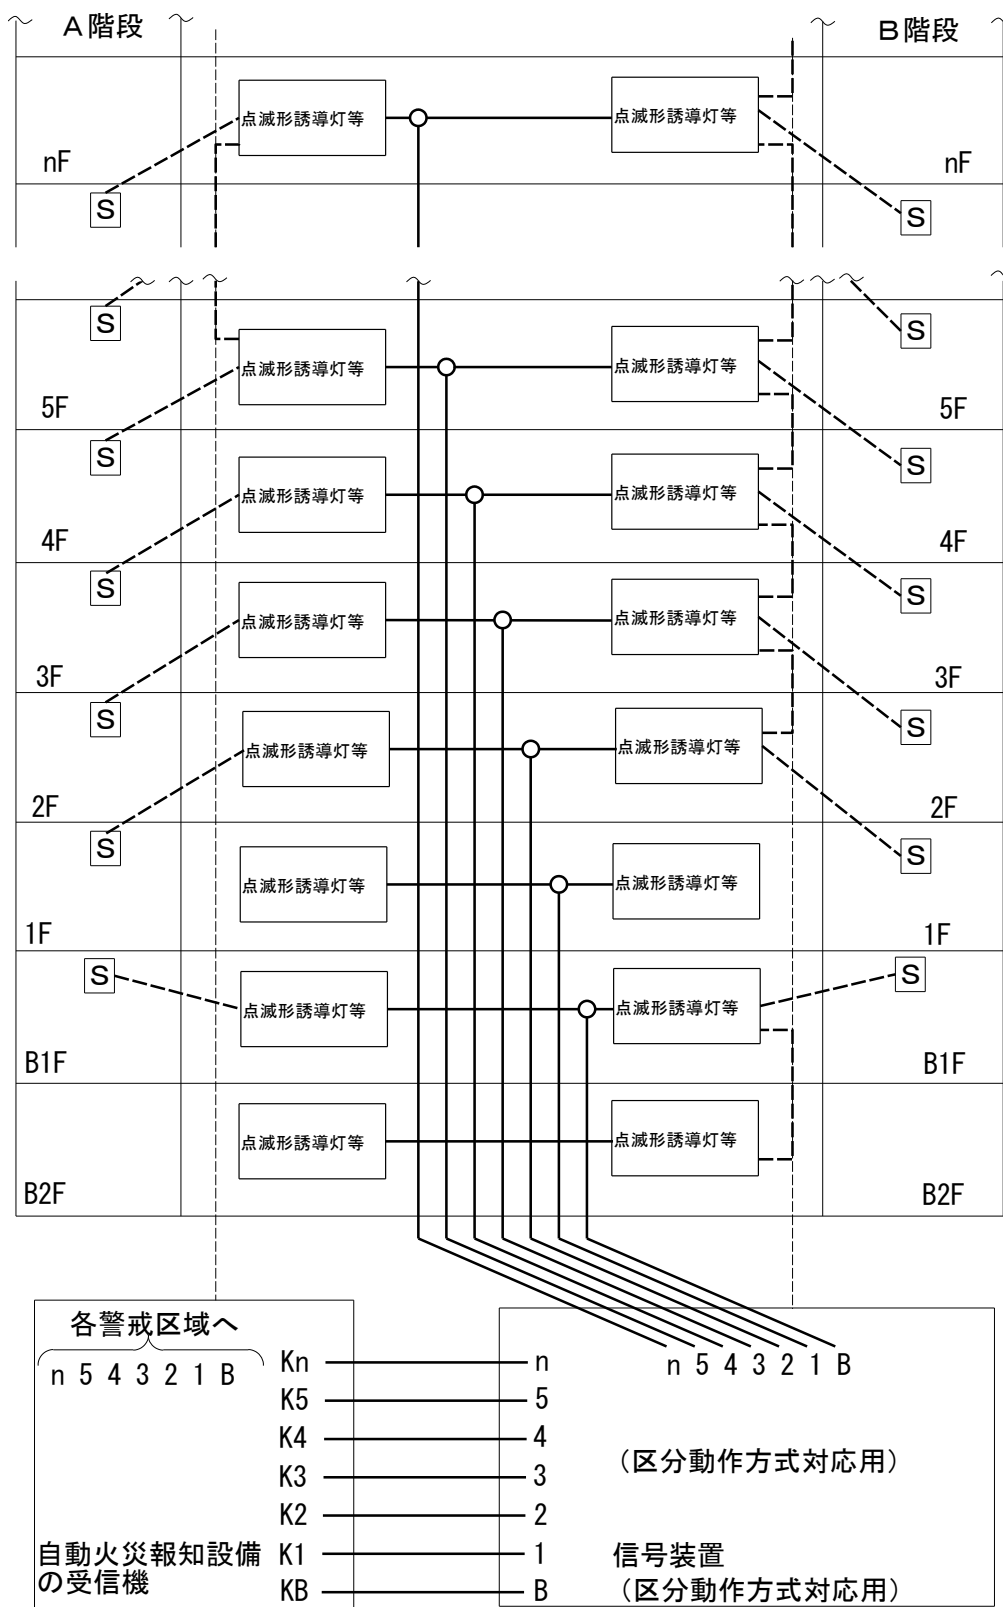 A階段
B階段
点滅形誘導灯等
点滅形誘導灯等
nF
nF
S
S
S
S
点滅形誘導灯等
点滅形誘導灯等
5F
5F
S
S
点滅形誘導灯等
点滅形誘導灯等
4F
4F
S
S
点滅形誘導灯等
点滅形誘導灯等
3F
3F
S
S
点滅形誘導灯等
点滅形誘導灯等
2F
2F
S
S
点滅形誘導灯等
点滅形誘導灯等
1F
1F
S
S
点滅形誘導灯等
点滅形誘導灯等
B1F
B1F
点滅形誘導灯等
点滅形誘導灯等
B2F
B2F
各警戒区域へ
n 5 4 3 2 1 B
Kn
K5
K4
K3
K2
K1
KB
自動火災報知設備
の受信機
n
5
4
3
2
1
B
n 5 4 3 2 1 B
(区分動作方式対応用)
信号装置
(区分動作方式対応用)